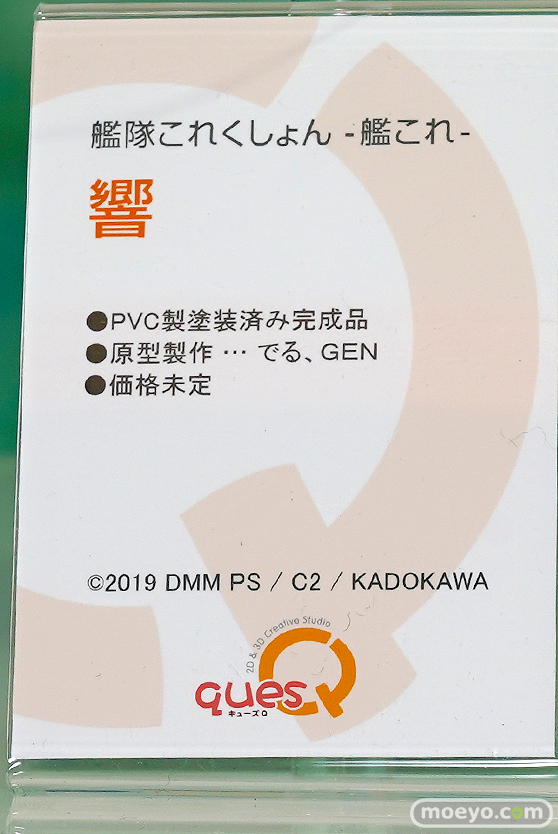 艦隊これくしょん -艦これ-
響
●PVC製塗装済み完成品
●原型製作 … でる、GEN
●価格未定
©2019 DMM PS / C2 / KADOKAWA
2D & 3D Creative Studio
quesQ
キューズQ
moeyo.com